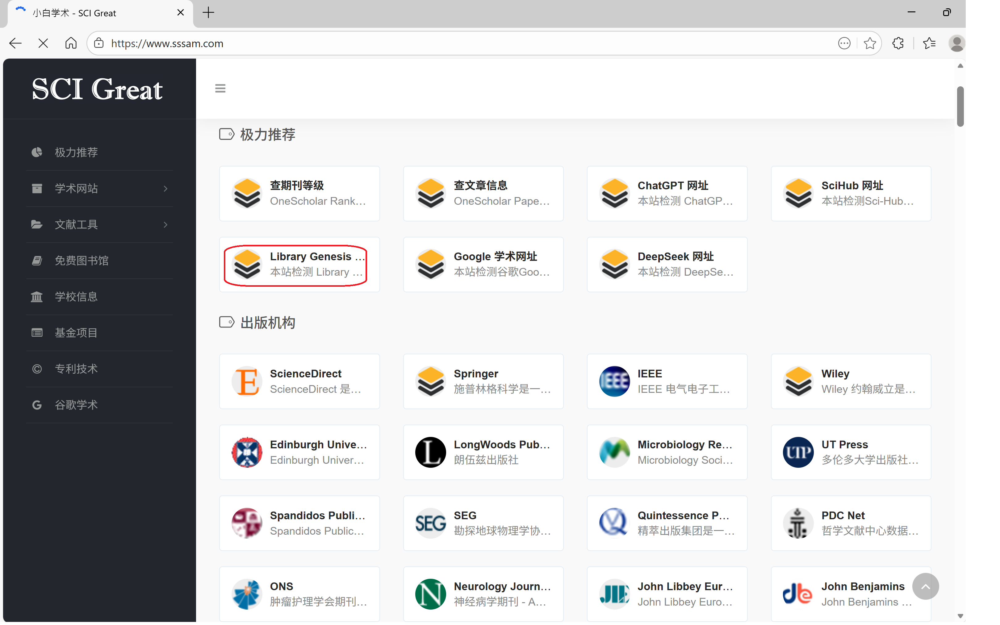 小白学术 - SCI Great
https://www.sssam.com
SCI Great
极力推荐
学术网站
文献工具
免费图书馆
学校信息
基金项目
专利技术
谷歌学术
极力推荐
查期刊等级
OneScholar Rank...
查文章信息
OneScholar Pape...
ChatGPT 网址
本站检测 ChatGP...
SciHub 网址
本站检测Sci-Hub...
Library Genesis ...
本站检测 Library ...
Google 学术网址
本站检测谷歌Goo...
DeepSeek 网址
本站检测 DeepSe...
出版机构
E
ScienceDirect
ScienceDirect 是...
Springer
施普林格科学是一...
IEEE
IEEE
IEEE 电气电子工...
Wiley
Wiley 约翰威立是...
Edinburgh Unive...
Edinburgh Univer...
L
LongWoods Pub...
朗伍兹出版社
Microbiology Re...
Microbiology Soci...
UTP
UT Press
多伦多大学出版社...
Spandidos Publi...
Spandidos Public...
SEG
SEG
勘探地球物理学协...
Quintessence P...
精萃出版集团是一...
PDC Net
哲学文献中心数据...
ONS
肿瘤护理学会期刊...
N
Neurology Journ...
神经病学期刊 - A...
JLE
John Libbey Eur...
John Libbey Euro...
John Benjamins
John Benjamins ...